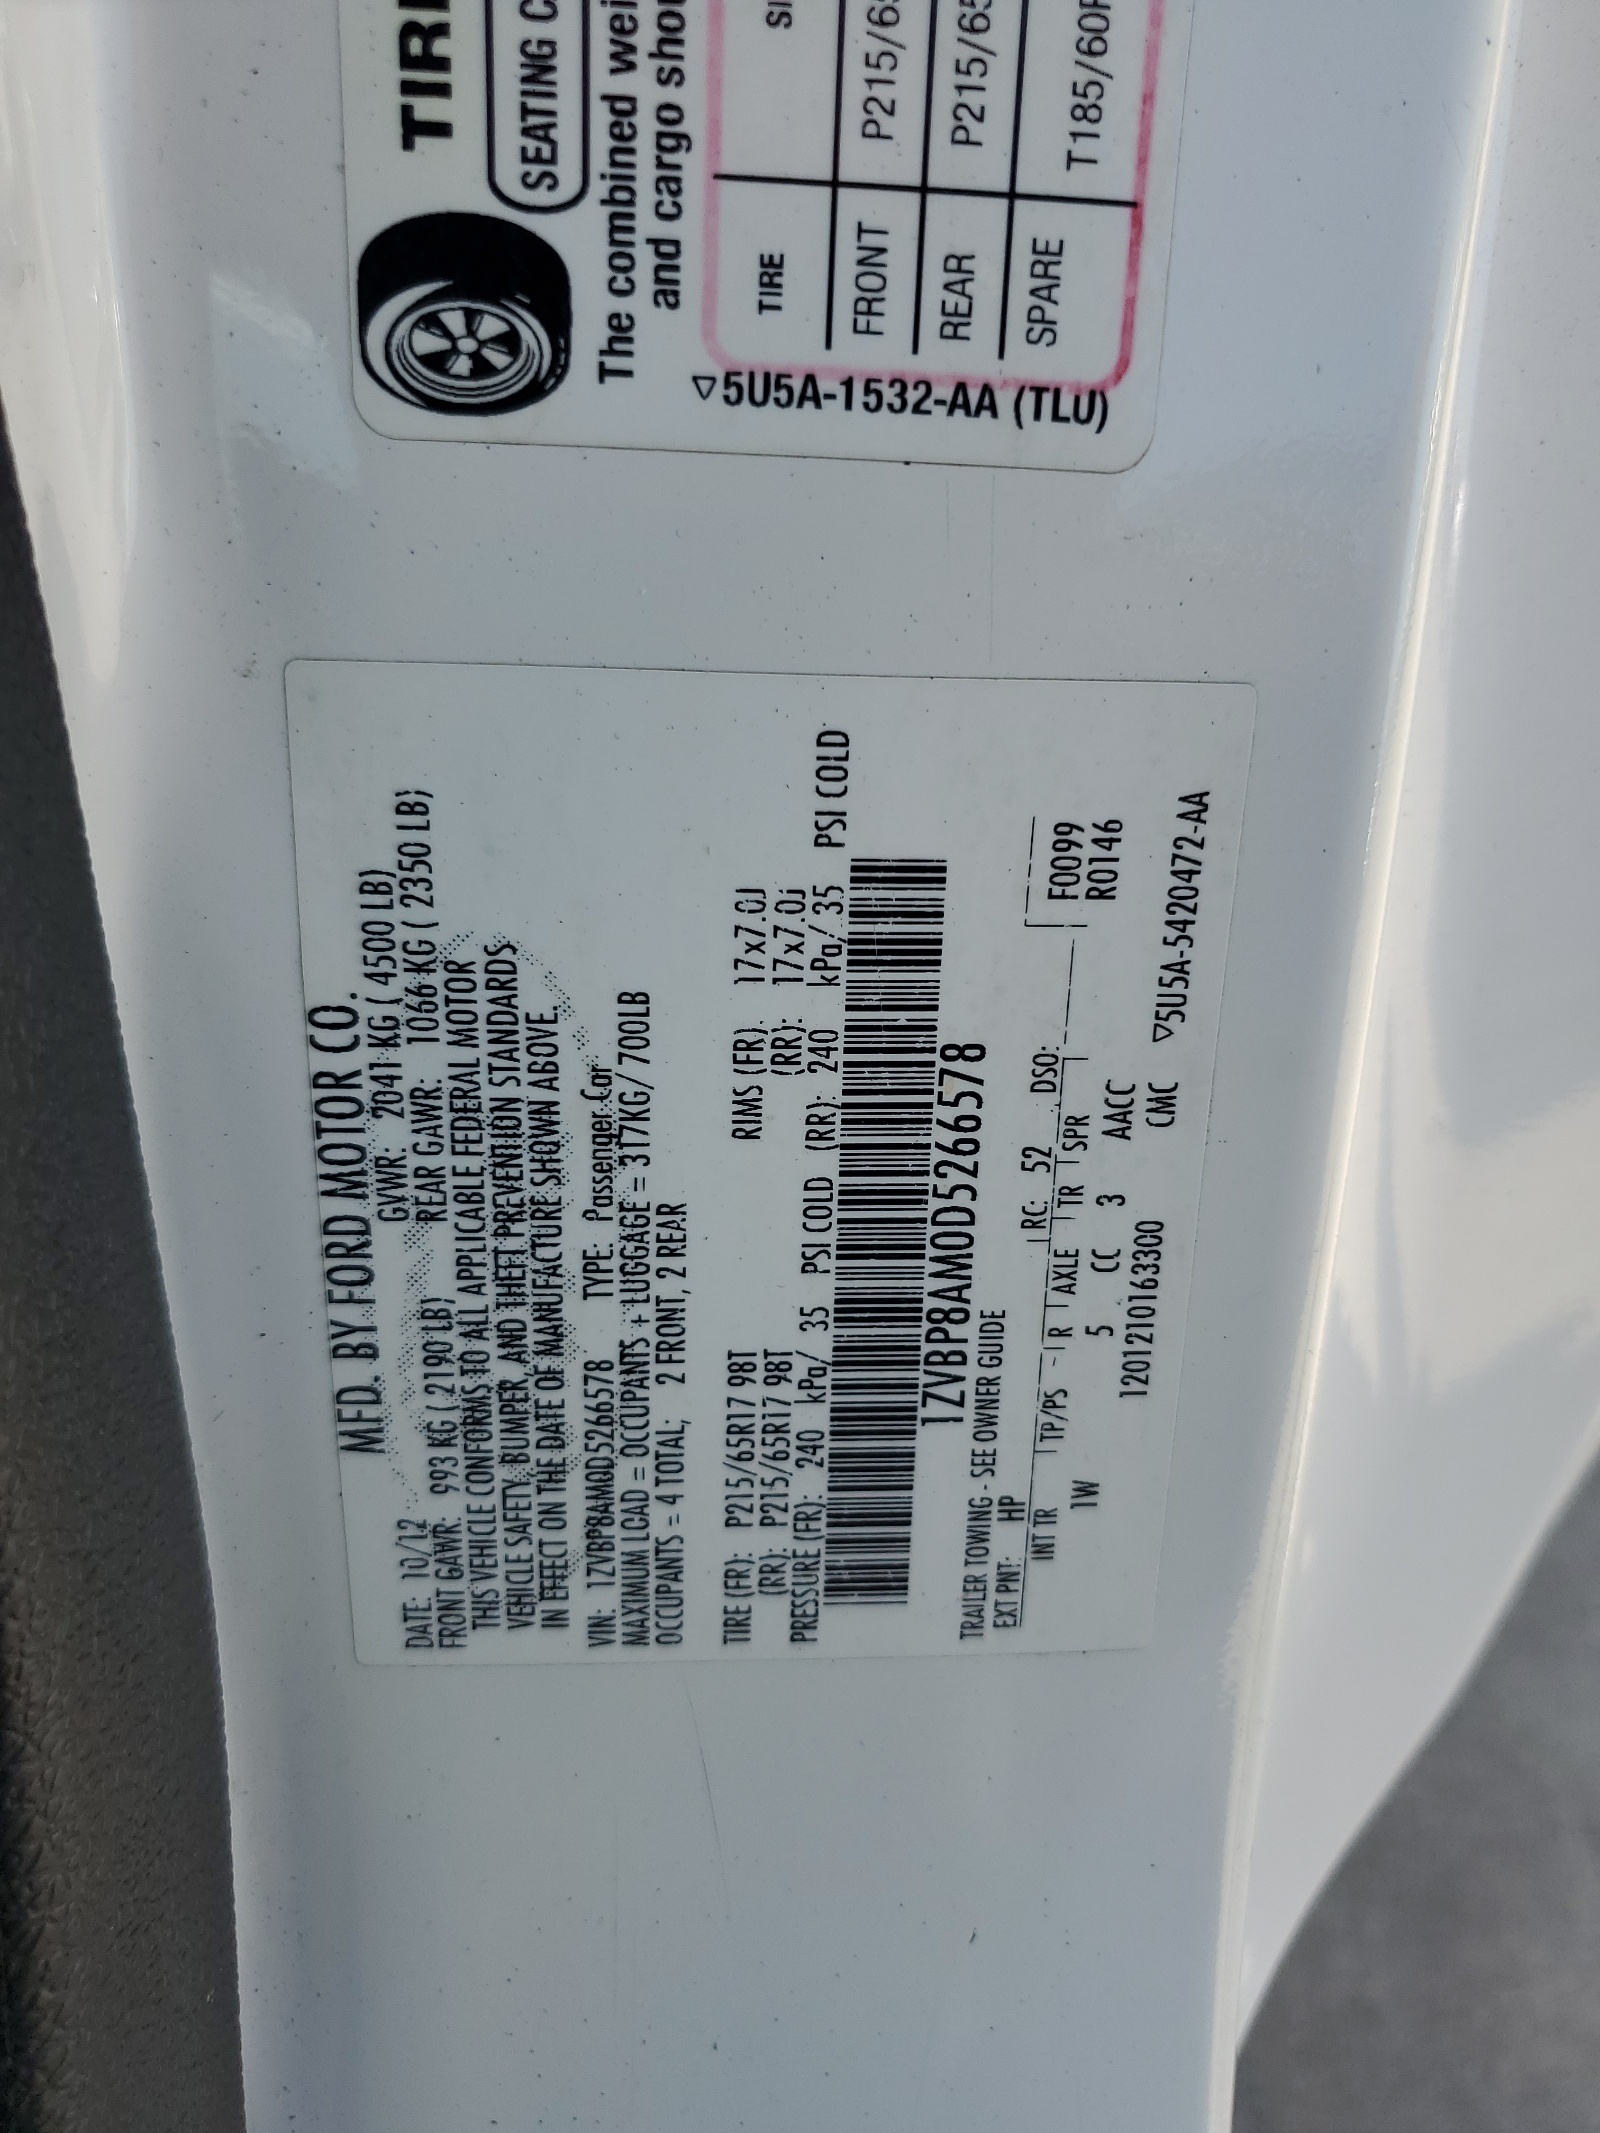 MFD. BY FORD MOTOR CO.
DATE: 10/12 GVWR: 2041 KG ( 4500 LB)
FRONT GAWR: 993 KG ( 2190 LB) REAR GAWR: 1066 KG ( 2350 LB)
THIS VEHICLE CONFORMS TO ALL APPLICABLE FEDERAL MOTOR
VEHICLE SAFETY, BUMPER, AND THEFT PREVENTION STANDARDS
IN EFFECT ON THE DATE OF MANUFACTURE SHOWN ABOVE.
VIN: 1ZVBP8AM0D5266578 TYPE: Passenger Car
MAXIMUM LOAD = OCCUPANTS + LUGGAGE = 317KG/ 700LB
OCCUPANTS = 4 TOTAL, 2 FRONT, 2 REAR
TIRE (FR): P215/65R17 98T RIMS (FR): 17x7.0J
(RR): P215/65R17 98T (RR): 17x7.0J
PRESSURE (FR): 240 kPa/ 35 PSI COLD (RR): 240 kPa/ 35 PSI COLD
1ZVBP8AM0D5266578
TRAILER TOWING - SEE OWNER GUIDE
EXT PNT: HP RC: 52 DSO:
INT TR TP/PS R AXLE TR SPR F0099
1W 5 CC 3 AACC R0146
1201210163300 CMC
▽5U5A-5420472-AA
TIR
SEATING C
The combined wei
and cargo shou
TIRE SI
FRONT P215/65
REAR P215/65
SPARE T185/60R
▽5U5A-1532-AA (TLU)